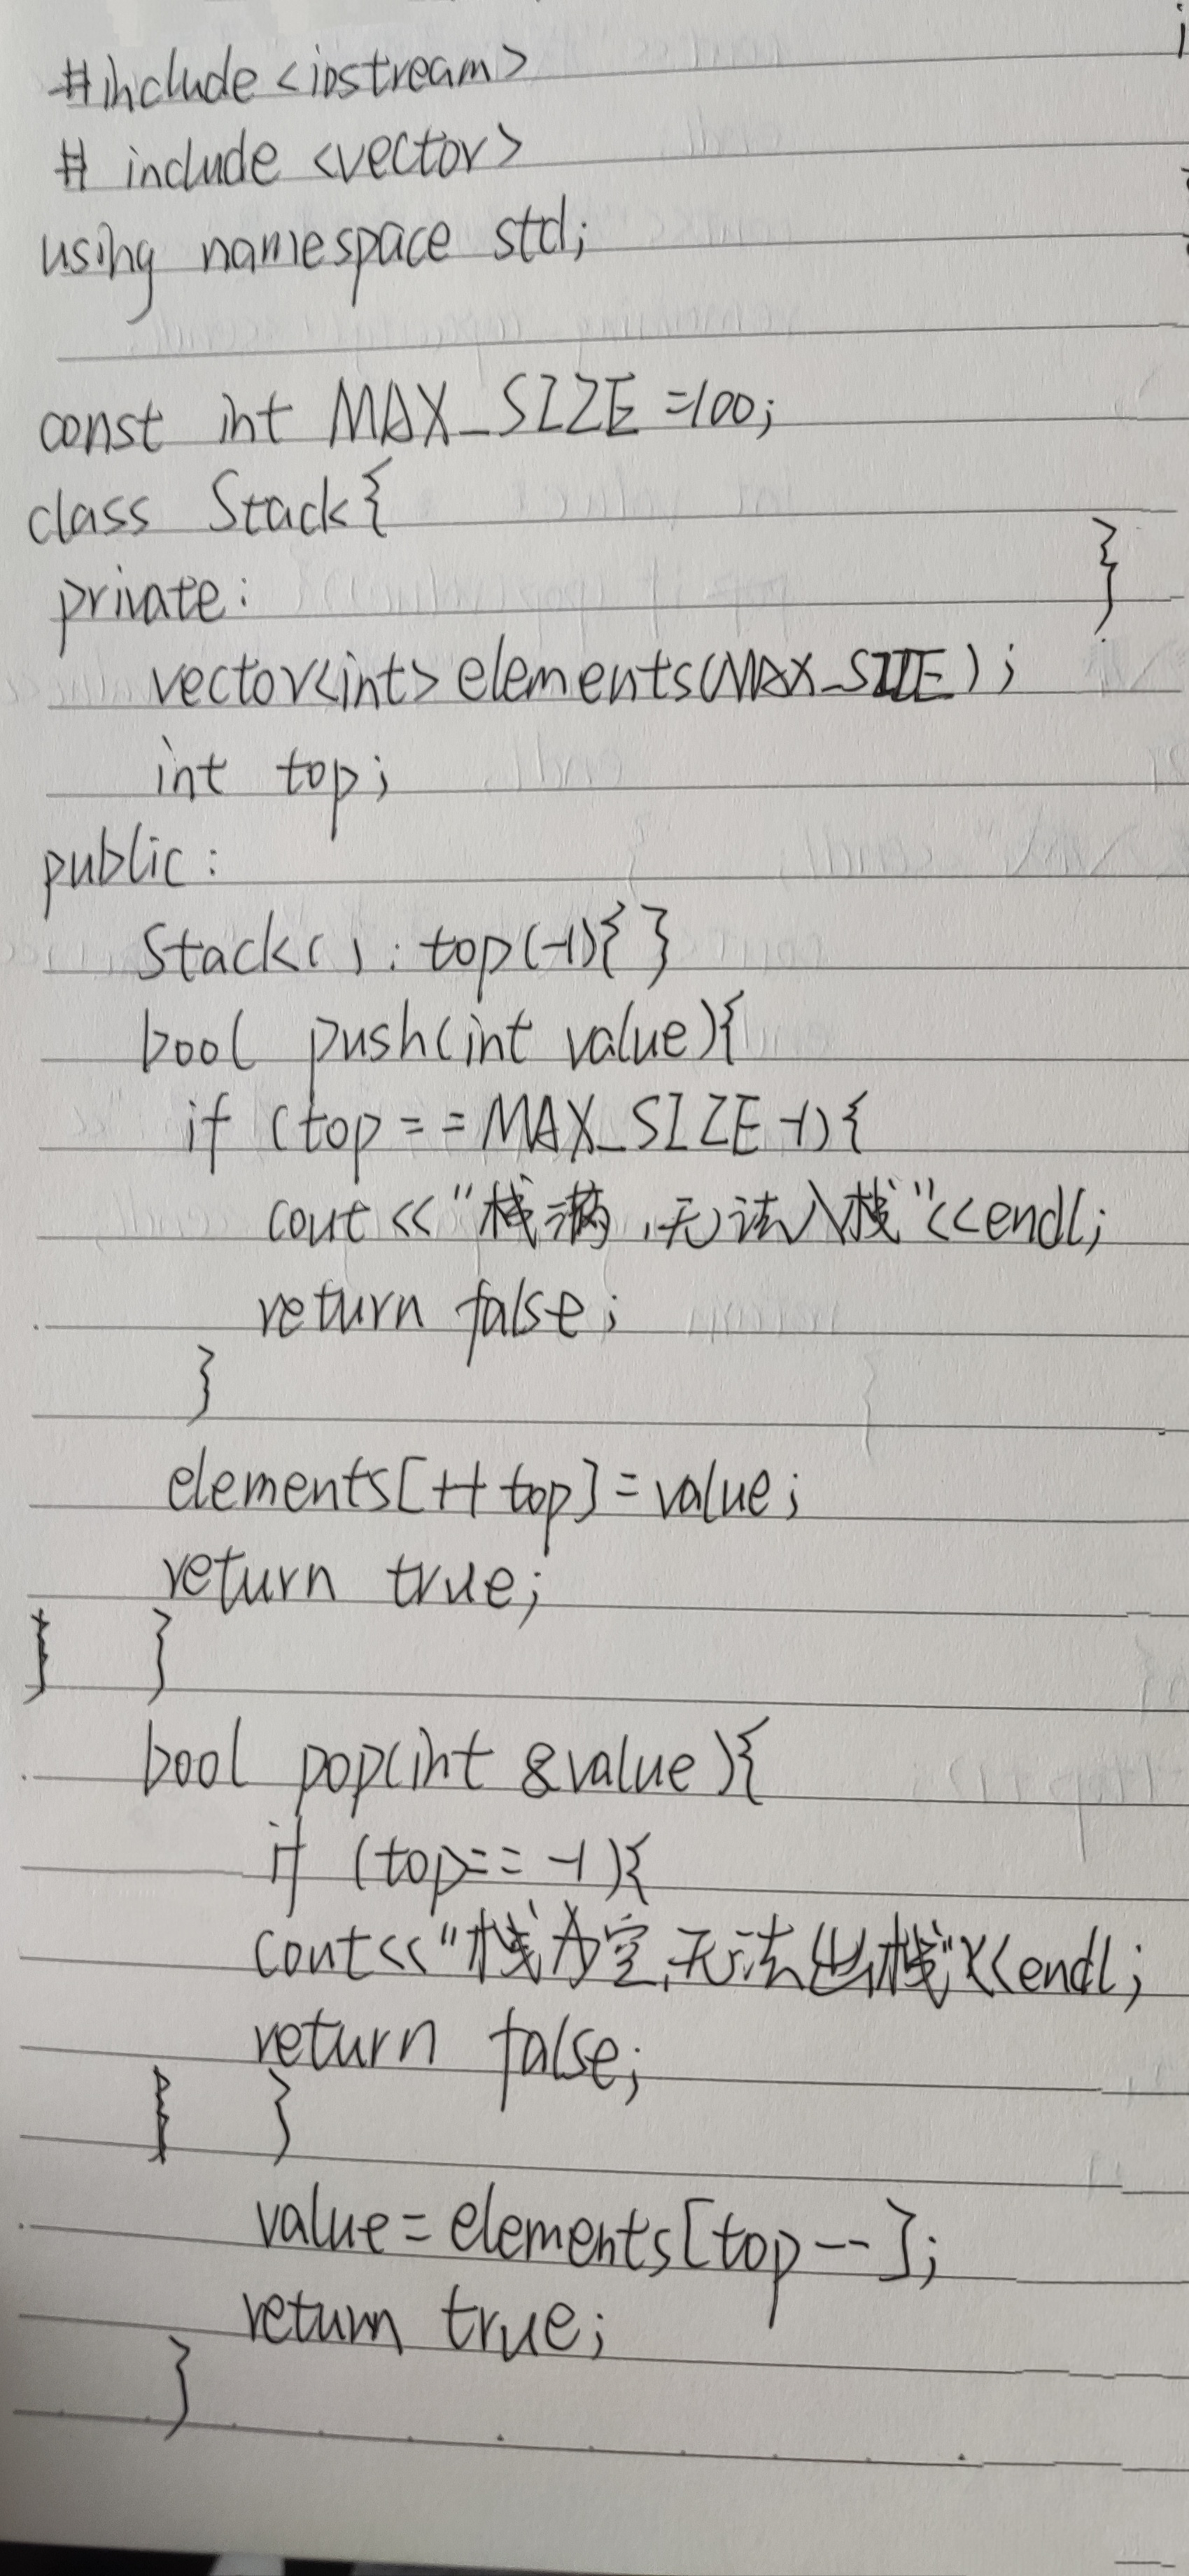 #include <iostream>
# include <vector>
using namespace std;
const int MAX_SIZE =100;
class Stack{
}
private:
vector<int> elements(MAX_SIZE);
int top;
public:
Stack( ) : top(-1){ }
bool push(int value){
if (top == MAX_SIZE -1) {
cout << "栈满,无法入栈"<<endl;
return false;
}
elements[++top] = value;
return true;
}
bool pop(int &value){
if (top== -1){
cout<<"栈为空,无法出栈"<<endl;
return false;
}
value = elements[top--];
return true;
}